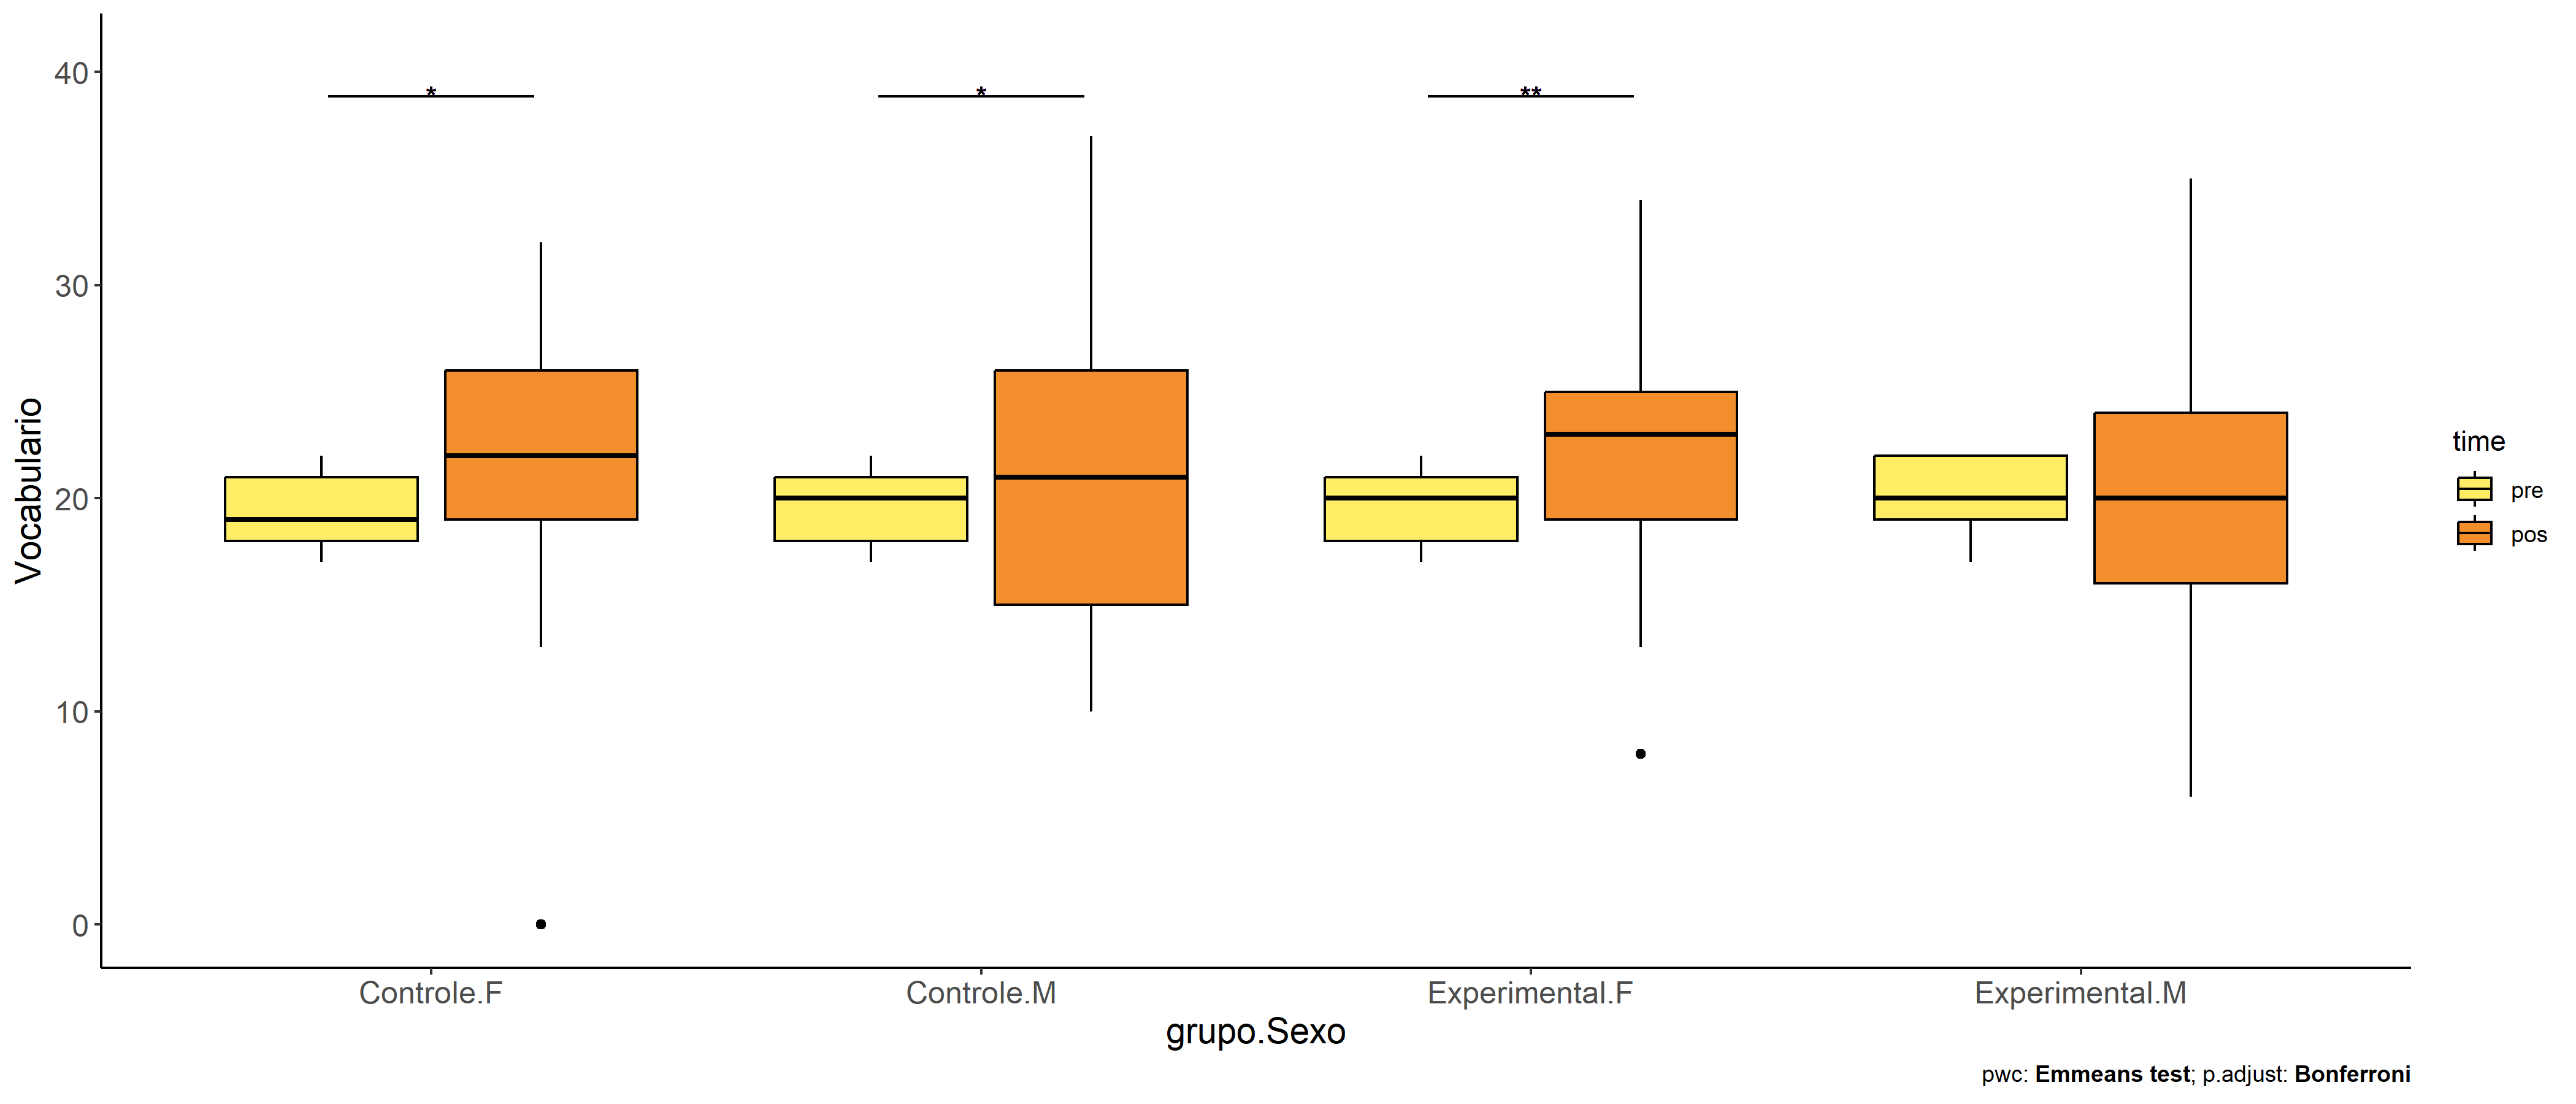 40
30
20
10
0
Vocabulario
*
*
**
Controle.F
Controle.M
Experimental.F
Experimental.M
grupo.Sexo
time
pre
pos
pwc: Emmeans test; p.adjust: Bonferroni